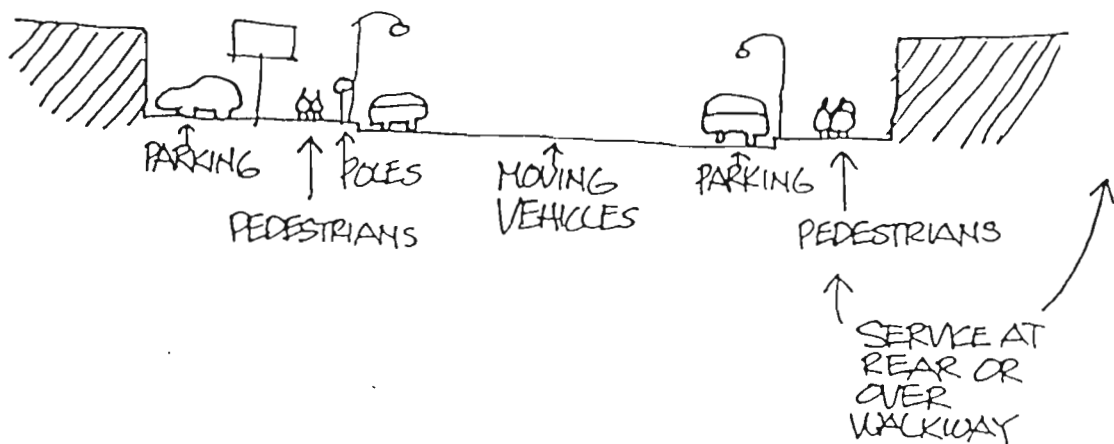 PARKING
PEDESTRIANS
POLES
MOVING
VEHICLES
PARKING
PEDESTRIANS
SERVICE AT
REAR OR
OVER
WALKWAY